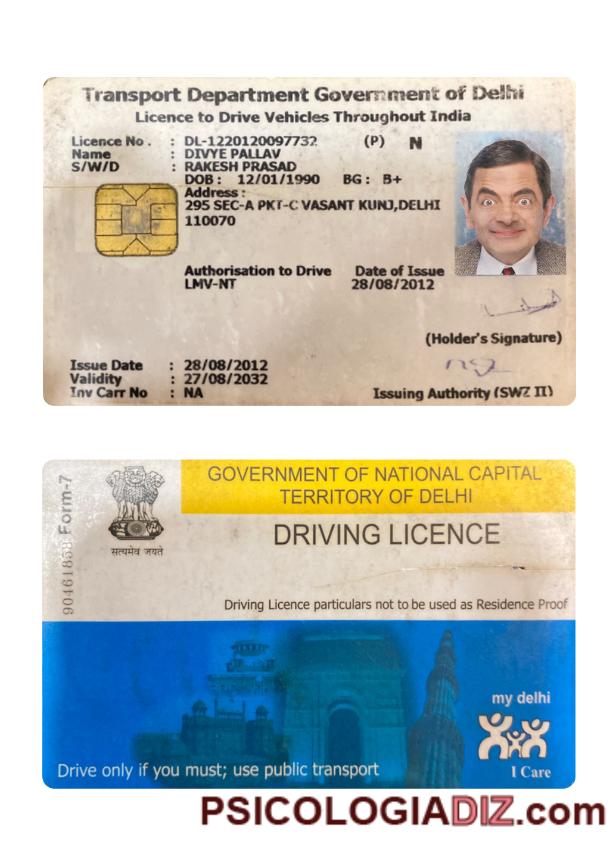 Transport Department Government of Delhi
Licence to Drive Vehicles Throughout India
Licence No. : DL-1220120097732 (P) N
Name : DIVYE PALLAV
S/W/D : RAKESH PRASAD
DOB : 12/01/1990 BG : B+
Address :
295 SEC-A PKT-C VASANT KUNJ,DELHI
110070
Authorisation to Drive Date of Issue
LMV-NT 28/08/2012
(Holder's Signature)
Issue Date : 28/08/2012
Validity : 27/08/2032
Inv Carr No : NA
Issuing Authority (SWZ II)
Form-7
GOVERNMENT OF NATIONAL CAPITAL
TERRITORY OF DELHI
DRIVING LICENCE
सत्यमेव जयते
Driving Licence particulars not to be used as Residence Proof
my delhi
I Care
Drive only if you must; use public transport
PSICOLOGIADIZ.com